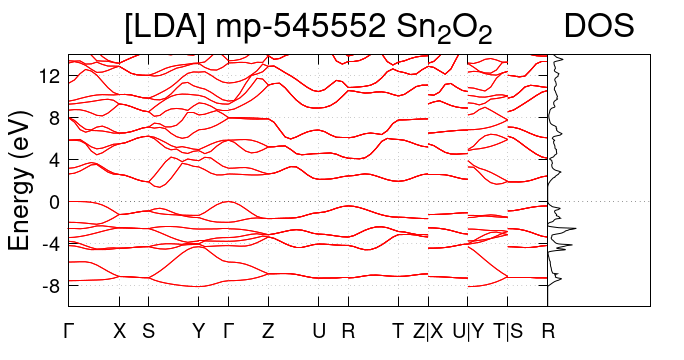 [LDA] mp-545552 Sn₂O₂ DOS
Energy (eV)
12
8
4
0
-4
-8
Γ X S Y Γ Z U R T Z|X U|Y T|S R